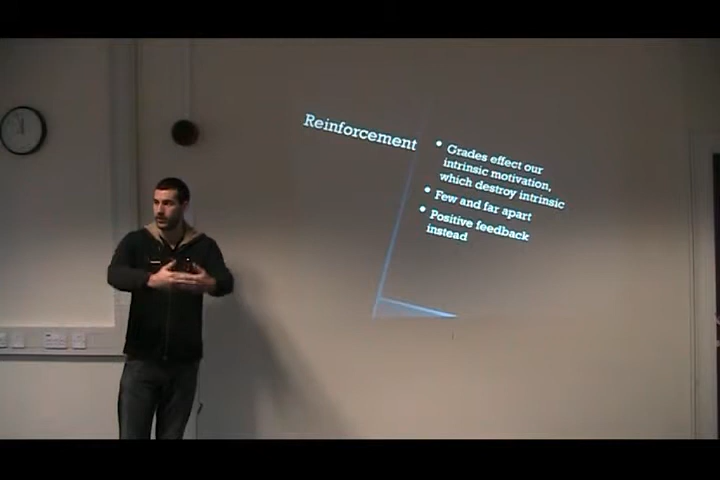 Reinforcement
• Grades effect our
intrinsic motivation,
which destroy intrinsic
• Few and far apart
• Positive feedback
instead